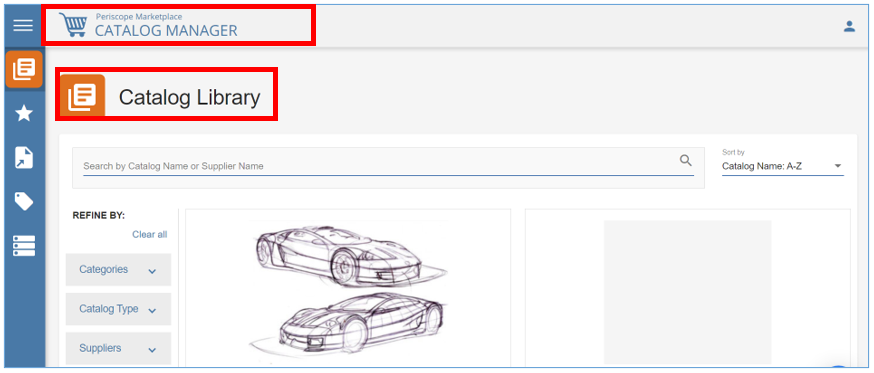 Periscope Marketplace
CATALOG MANAGER
Catalog Library
Search by Catalog Name or Supplier Name
Sort by
Catalog Name: A-Z
REFINE BY:
Clear all
Categories
Catalog Type
Suppliers